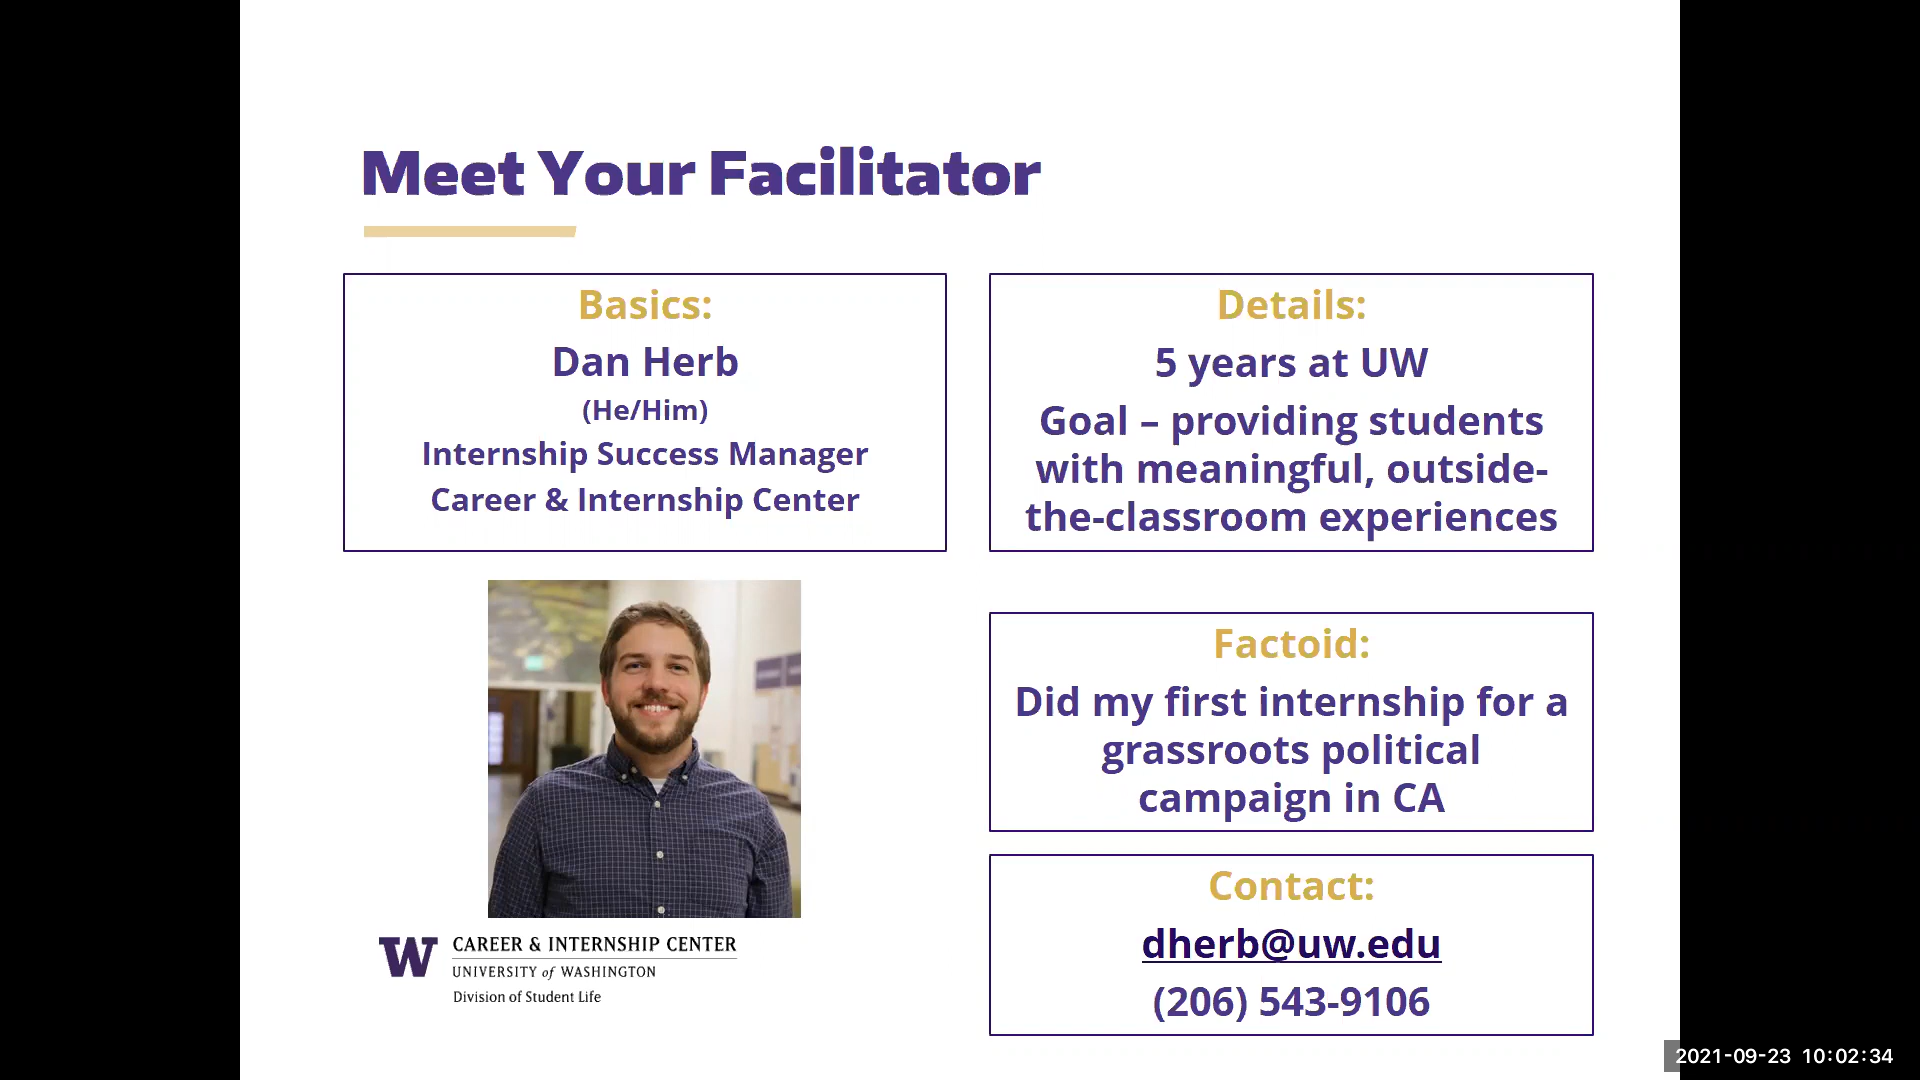 Meet Your Facilitator
Basics:
Dan Herb
(He/Him)
Internship Success Manager
Career & Internship Center
Details:
5 years at UW
Goal – providing students
with meaningful, outside-
the-classroom experiences
Factoid:
Did my first internship for a
grassroots political
campaign in CA
Contact:
dherb@uw.edu
(206) 543-9106
W
CAREER & INTERNSHIP CENTER
UNIVERSITY of WASHINGTON
Division of Student Life
2021-09-23 10:02:34